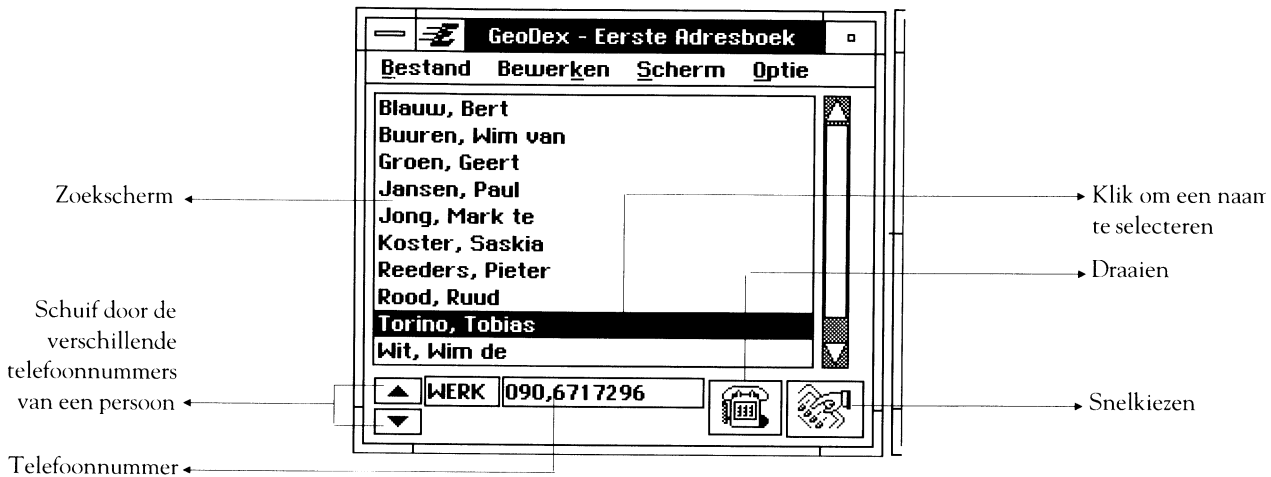 GeoDex - Eerste Adresboek
Bestand Bewerken Scherm Optie
Blauw, Bert
Buuren, Wim van
Groen, Geert
Jansen, Paul
Jong, Mark te
Koster, Saskia
Reeders, Pieter
Rood, Ruud
Torino, Tobias
Wit, Wim de
WERK 090,6717296
Zoekscherm
Schuif door de
verschillende
telefoonnummers
van een persoon
Telefoonnummer
Klik om een naam
te selecteren
Draaien
Snelkiezen